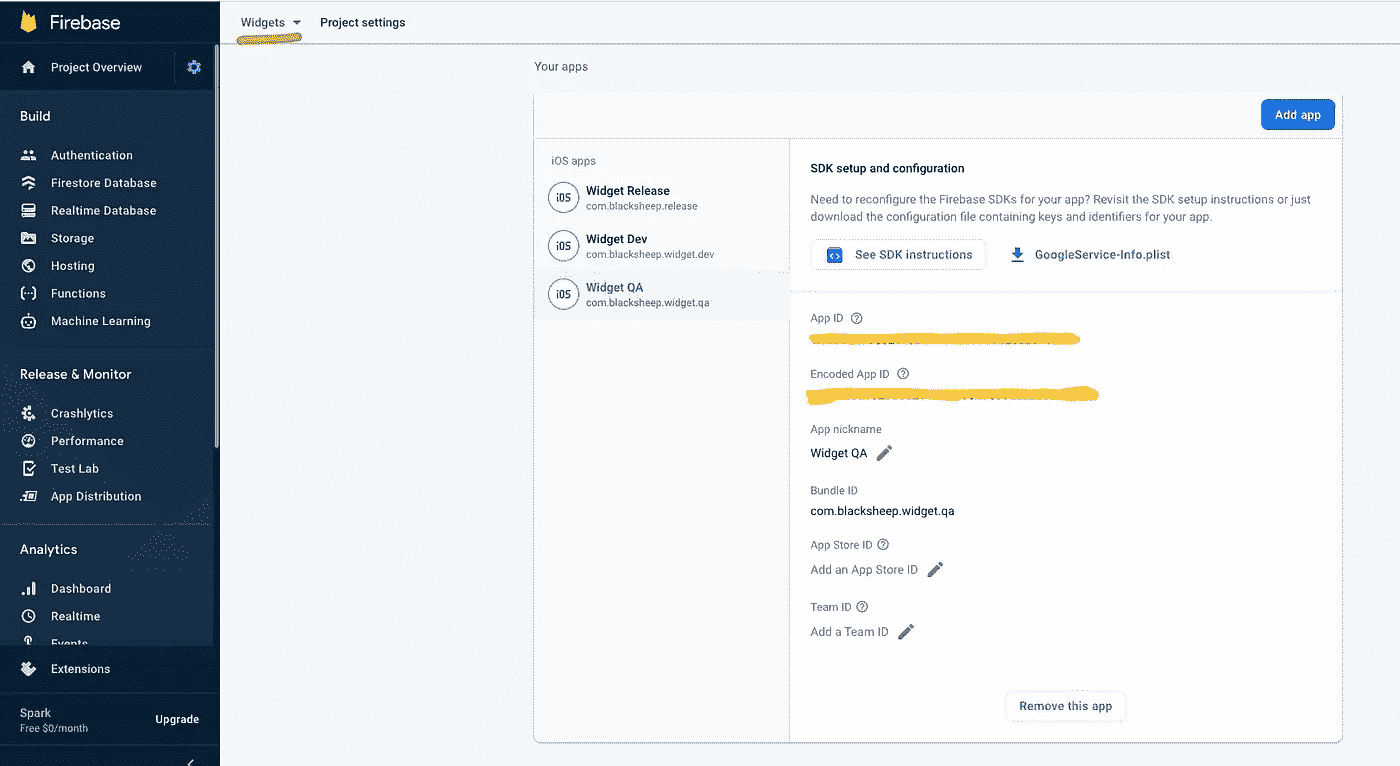 Firebase
Project Overview
Build
Authentication
Firestore Database
Realtime Database
Storage
Hosting
Functions
Machine Learning
Release & Monitor
Crashlytics
Performance
Test Lab
App Distribution
Analytics
Dashboard
Realtime
Events
Extensions
Spark
Free $0/month
Upgrade
Widgets
Project settings
Your apps
Add app
iOS apps
iOS
Widget Release
com.blacksheep.release
iOS
Widget Dev
com.blacksheep.widget.dev
iOS
Widget QA
com.blacksheep.widget.qa
SDK setup and configuration
Need to reconfigure the Firebase SDKs for your app? Revisit the SDK setup instructions or just
download the configuration file containing keys and identifiers for your app.
See SDK instructions
GoogleService-Info.plist
App ID
Encoded App ID
App nickname
Widget QA
Bundle ID
com.blacksheep.widget.qa
App Store ID
Add an App Store ID
Team ID
Add a Team ID
Remove this app